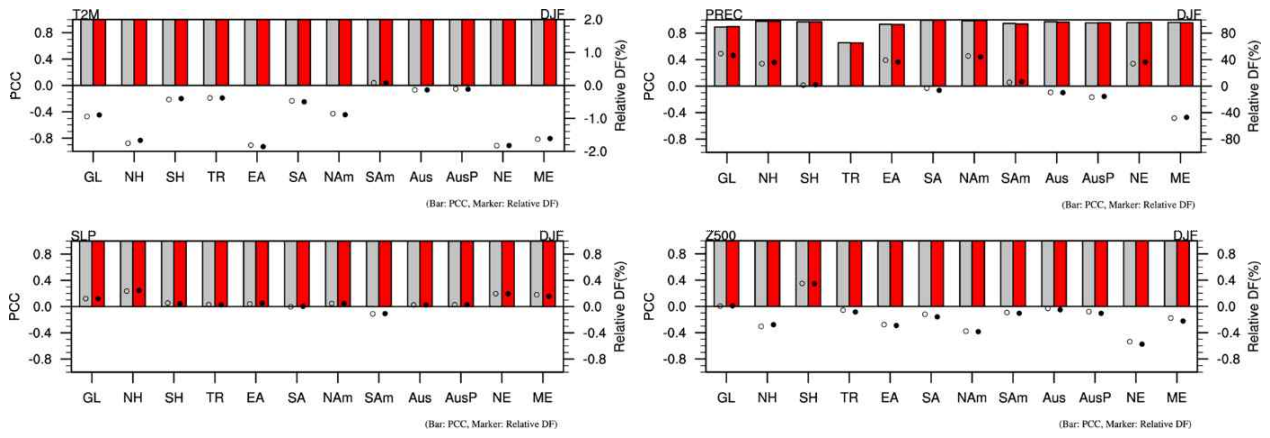 T2M DJF
0.8 2.0
0.4 1.0
0.0 0.0
-0.4 -1.0
-0.8 -2.0
PCC
Relative DF(%)
GL NH SH TR EA SA NAm SAm Aus AusP NE ME
(Bar: PCC, Marker: Relative DF)
PREC DJF
0.8 80
0.4 40
0.0 0
-0.4 -40
-0.8 -80
PCC
Relative DF(%)
GL NH SH TR EA SA NAm SAm Aus AusP NE ME
(Bar: PCC, Marker: Relative DF)
SLP DJF
0.8 0.8
0.4 0.4
0.0 0.0
-0.4 -0.4
-0.8 -0.8
PCC
Relative DF(%)
GL NH SH TR EA SA NAm SAm Aus AusP NE ME
(Bar: PCC, Marker: Relative DF)
Z500 DJF
0.8 0.8
0.4 0.4
0.0 0.0
-0.4 -0.4
-0.8 -0.8
PCC
Relative DF(%)
GL NH SH TR EA SA NAm SAm Aus AusP NE ME
(Bar: PCC, Marker: Relative DF)